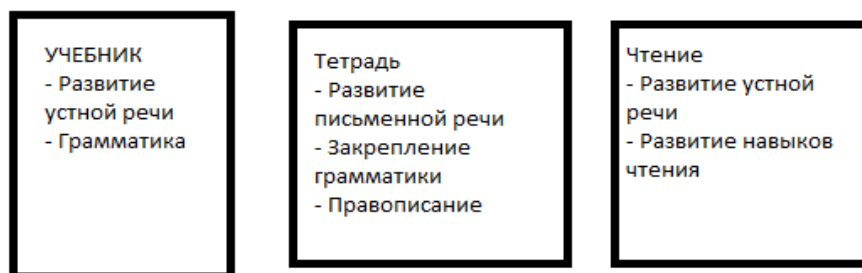 УЧЕБНИК
- Развитие
устной речи
- Грамматика
Тетрадь
- Развитие
письменной речи
- Закрепление
грамматики
- Правописание
Чтение
- Развитие устной
речи
- Развитие навыков
чтения